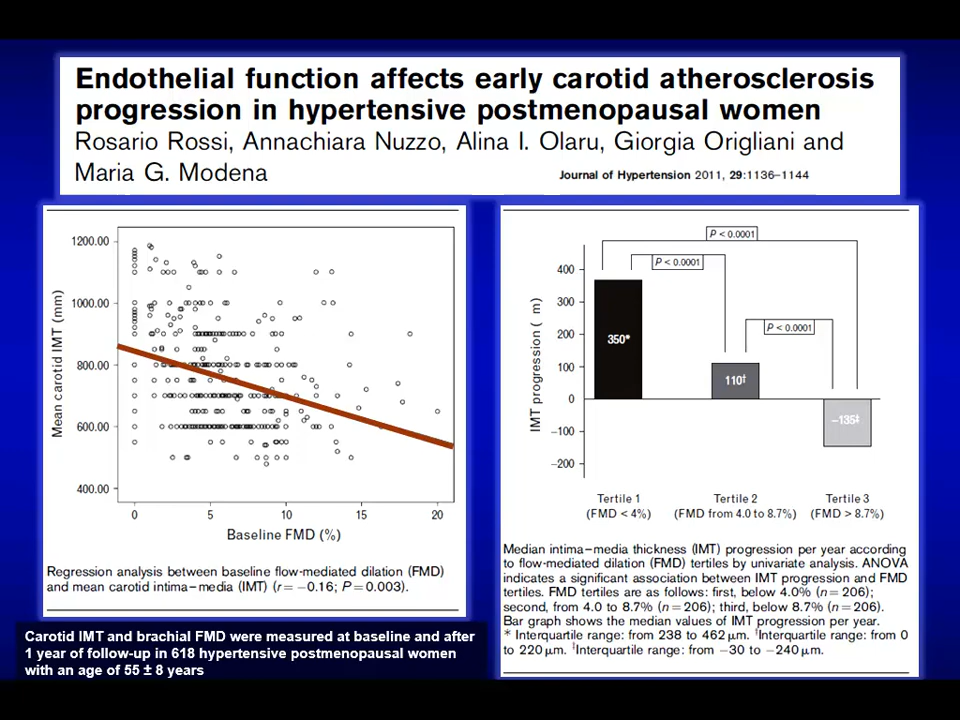 Endothelial function affects early carotid atherosclerosis
progression in hypertensive postmenopausal women
Rosario Rossi, Annachiara Nuzzo, Alina I. Olaru, Giorgia Origliani and
Maria G. Modena
Journal of Hypertension 2011, 29:1136–1144
Mean carotid IMT (mm)
1200.00
1000.00
800.00
600.00
400.00
0
5
10
15
20
Baseline FMD (%)
Regression analysis between baseline flow-mediated dilation (FMD)
and mean carotid intima–media (IMT) (r = −0.16; P = 0.003).
Carotid IMT and brachial FMD were measured at baseline and after
1 year of follow-up in 618 hypertensive postmenopausal women
with an age of 55 ± 8 years
P < 0.0001
P < 0.0001
P < 0.0001
IMT progression ( m)
400
300
200
100
0
−100
−200
350*
110‡
−135‡
Tertile 1
(FMD < 4%)
Tertile 2
(FMD from 4.0 to 8.7%)
Tertile 3
(FMD > 8.7%)
Median intima–media thickness (IMT) progression per year according
to flow-mediated dilation (FMD) tertiles by univariate analysis. ANOVA
indicates a significant association between IMT progression and FMD
tertiles. FMD tertiles are as follows: first, below 4.0% (n = 206);
second, from 4.0 to 8.7% (n = 206); third, below 8.7% (n = 206).
Bar graph shows the median values of IMT progression per year.
* Interquartile range: from 238 to 462 μm. †Interquartile range: from 0
to 220 μm. ‡Interquartile range: from −30 to −240 μm.